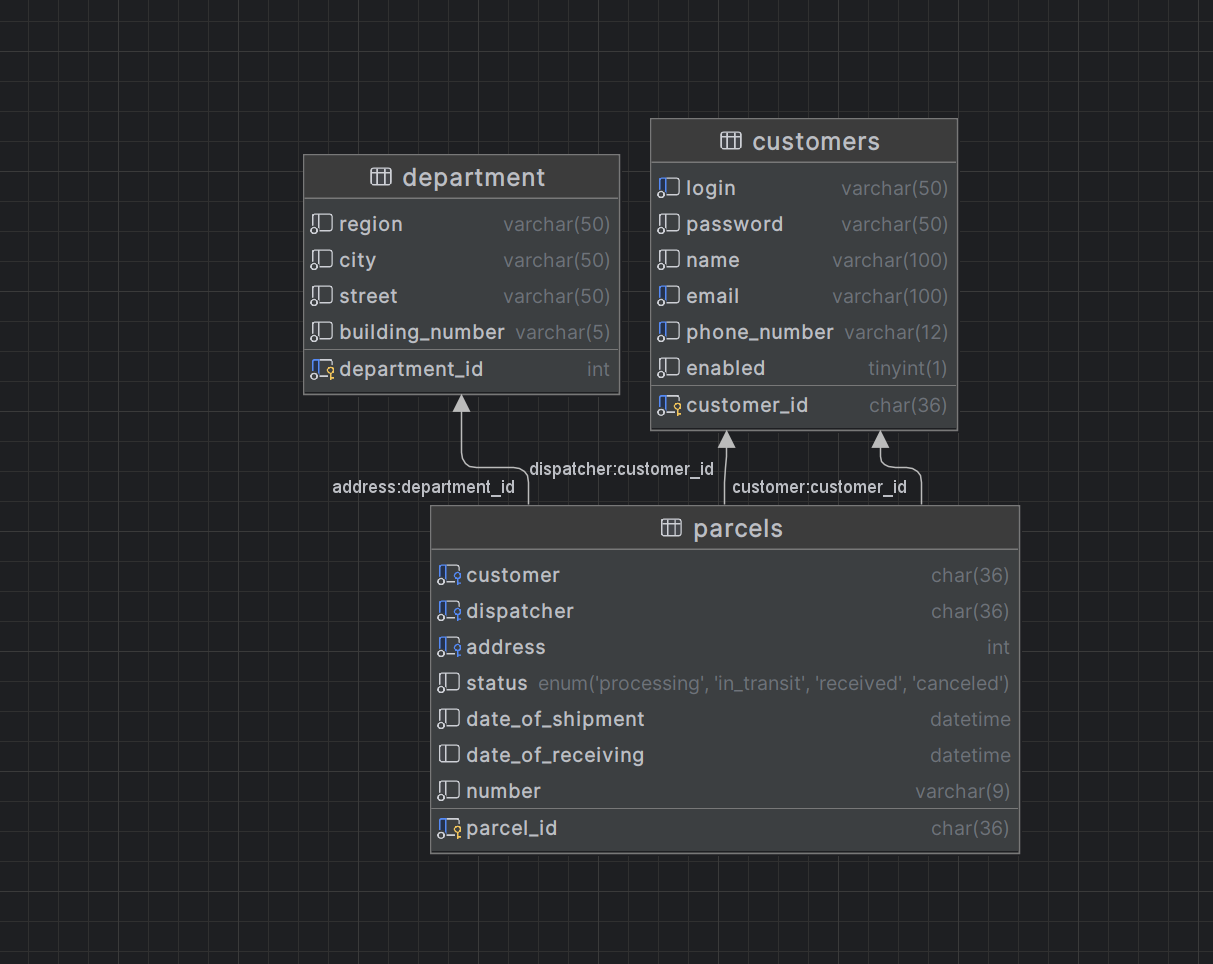 department
region varchar(50)
city varchar(50)
street varchar(50)
building_number varchar(5)
department_id int
customers
login varchar(50)
password varchar(50)
name varchar(100)
email varchar(100)
phone_number varchar(12)
enabled tinyint(1)
customer_id char(36)
address:department_id
dispatcher:customer_id
customer:customer_id
parcels
customer char(36)
dispatcher char(36)
address int
status enum('processing', 'in_transit', 'received', 'canceled')
date_of_shipment datetime
date_of_receiving datetime
number varchar(9)
parcel_id char(36)